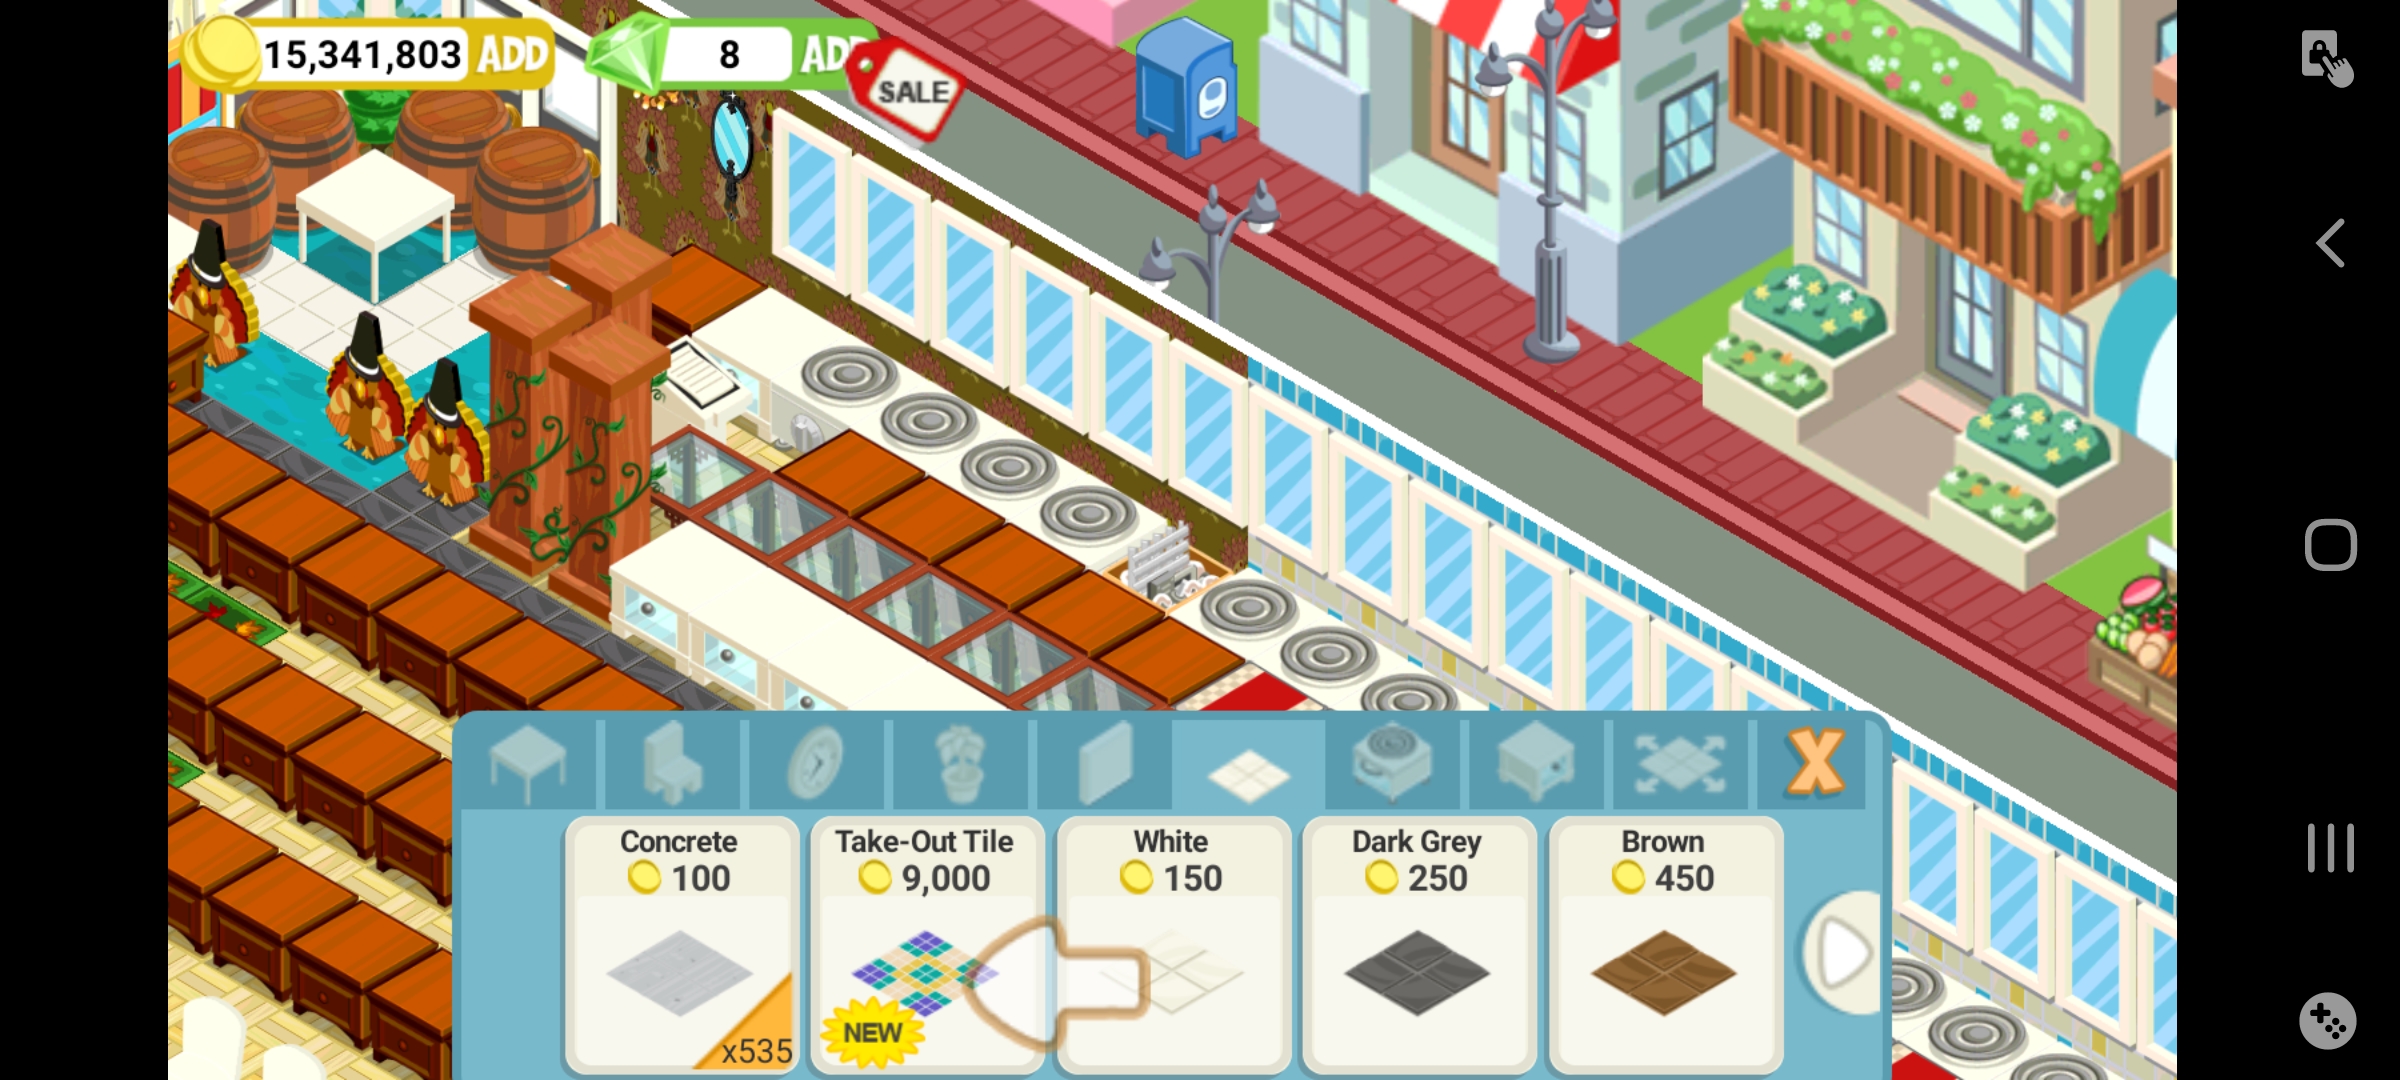 15,341,803 ADD
8 ADD
SALE
Concrete
100
x535
Take-Out Tile
9,000
NEW
White
150
Dark Grey
250
Brown
450